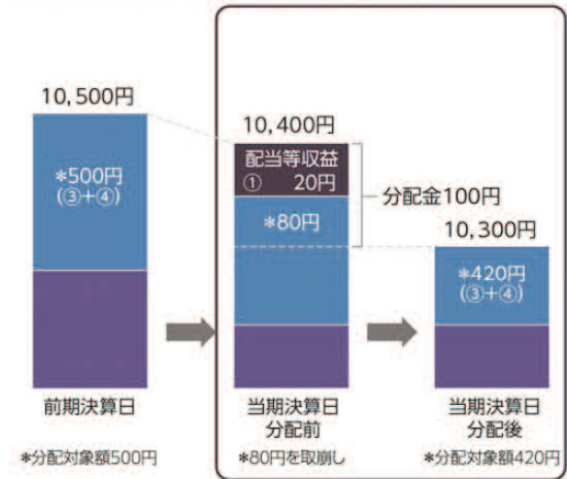 10,500円
*500円
(③+④)
前期決算日
*分配対象額500円
10,400円
配当等収益
① 20円
*80円
分配金100円
当期決算日
分配前
*80円を取崩し
10,300円
*420円
(③+④)
当期決算日
分配後
*分配対象額420円